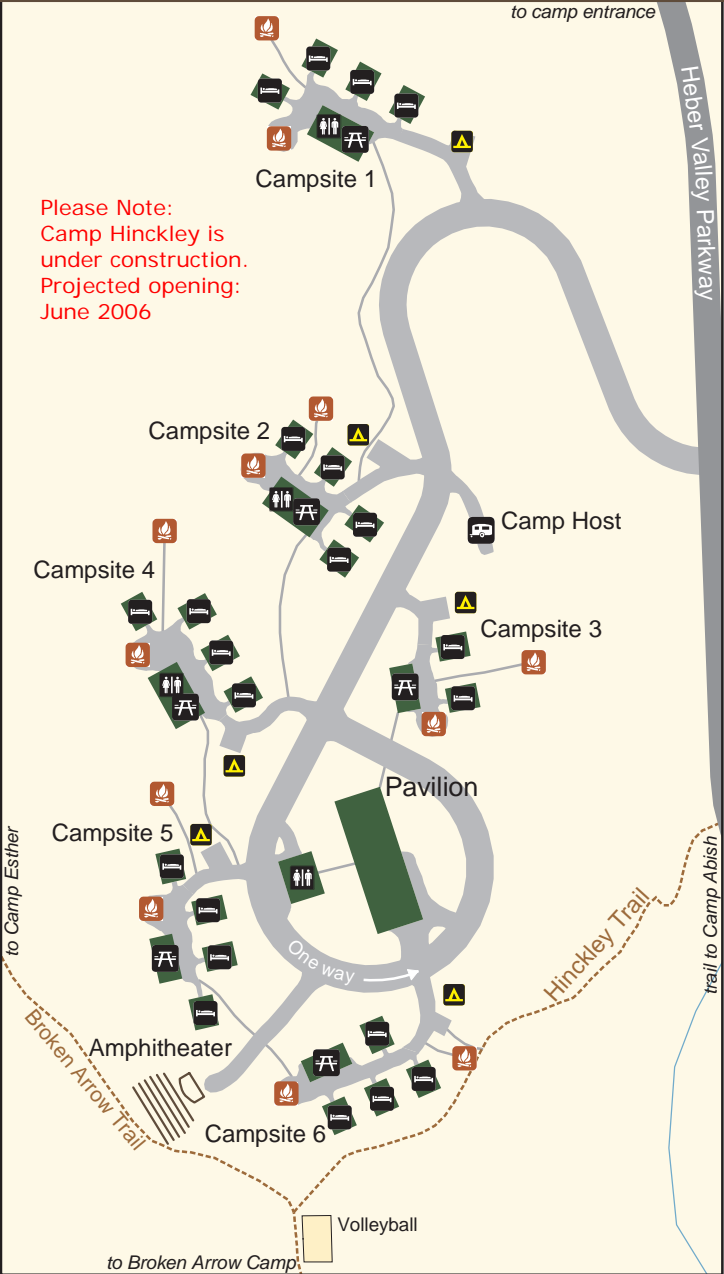 to camp entrance
Heber Valley Parkway
Campsite 1
Please Note:
Camp Hinckley is
under construction.
Projected opening:
June 2006
Campsite 2
Camp Host
Campsite 4
Campsite 3
Pavilion
Campsite 5
to Camp Esther
Hinckley Trail
trail to Camp Abish
One way
Broken Arrow Trail
Amphitheater
Campsite 6
Volleyball
to Broken Arrow Camp